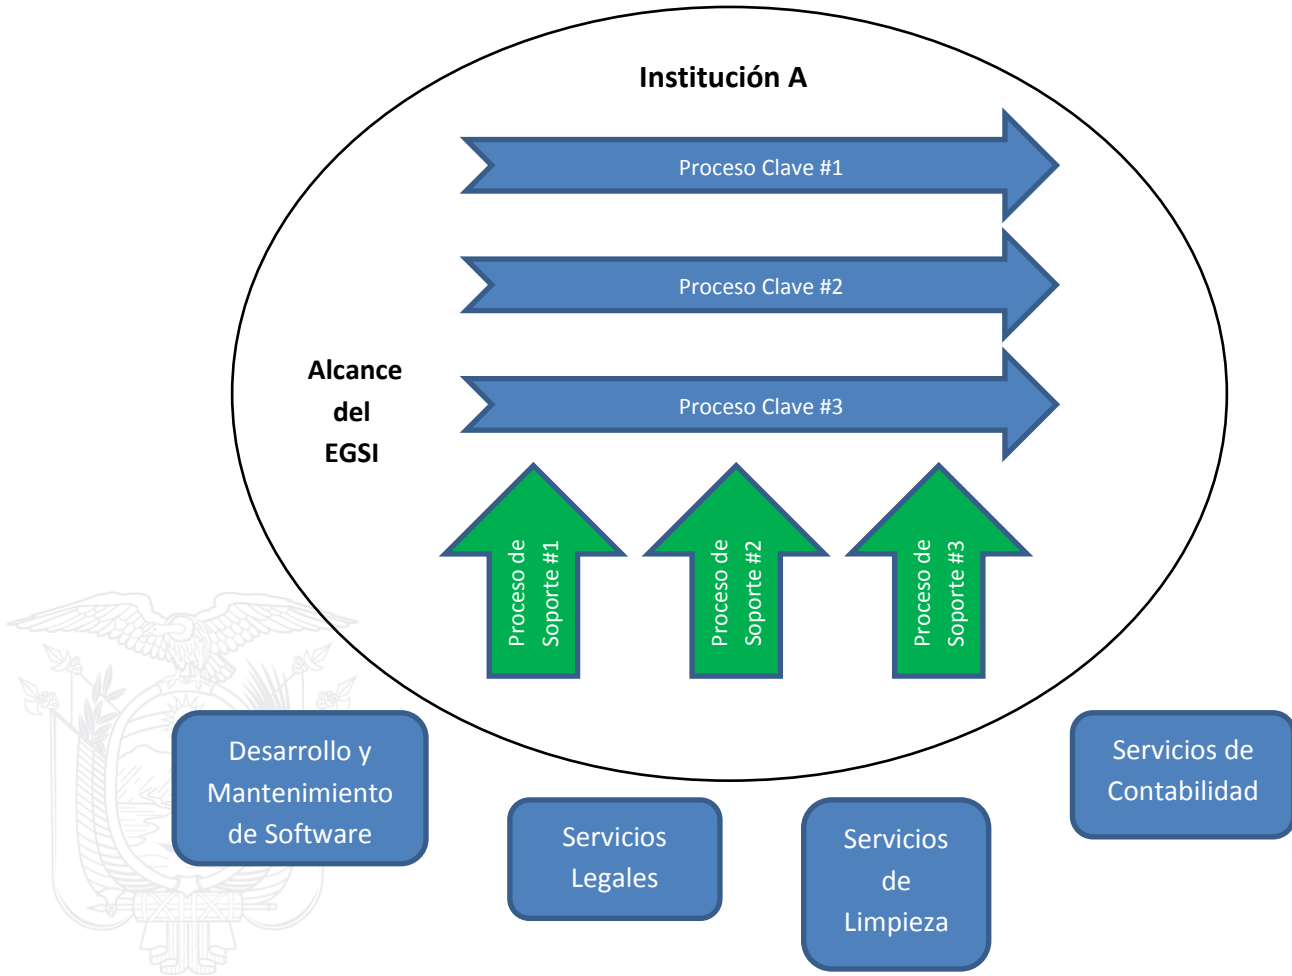 Institución A
Proceso Clave #1
Proceso Clave #2
Alcance
del
EGSI
Proceso Clave #3
Proceso de
Soporte #1
Proceso de
Soporte #2
Proceso de
Soporte #3
Desarrollo y
Mantenimiento
de Software
Servicios
Legales
Servicios
de
Limpieza
Servicios de
Contabilidad